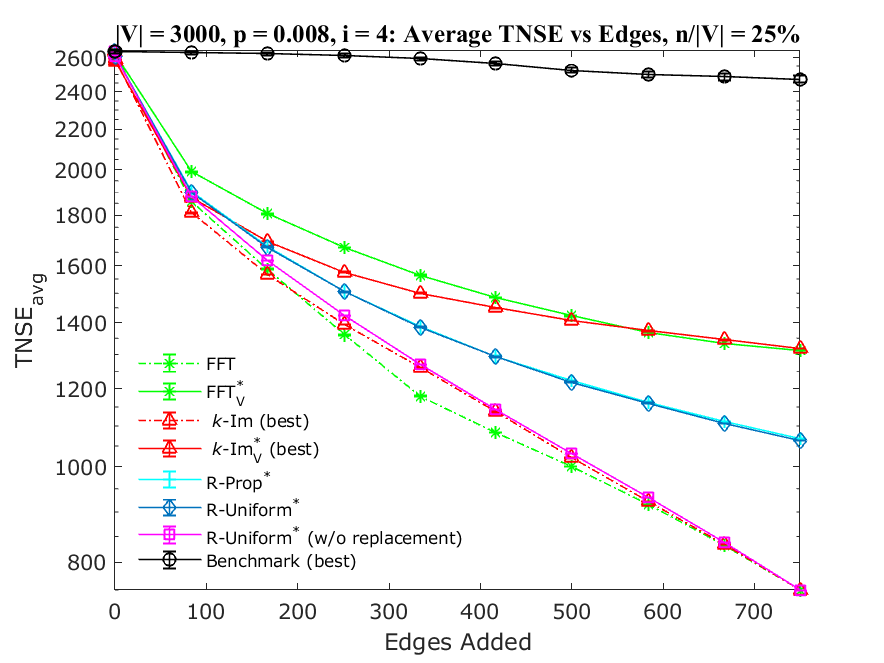 |V| = 3000, p = 0.008, i = 4: Average TNSE vs Edges, n/|V| = 25%
2600
2400
2200
2000
1800
1600
1400
1200
1000
800
TNSE_avg
FFT
FFT*_V
k-Im (best)
k-Im*_V (best)
R-Prop*
R-Uniform*
R-Uniform* (w/o replacement)
Benchmark (best)
0 100 200 300 400 500 600 700
Edges Added